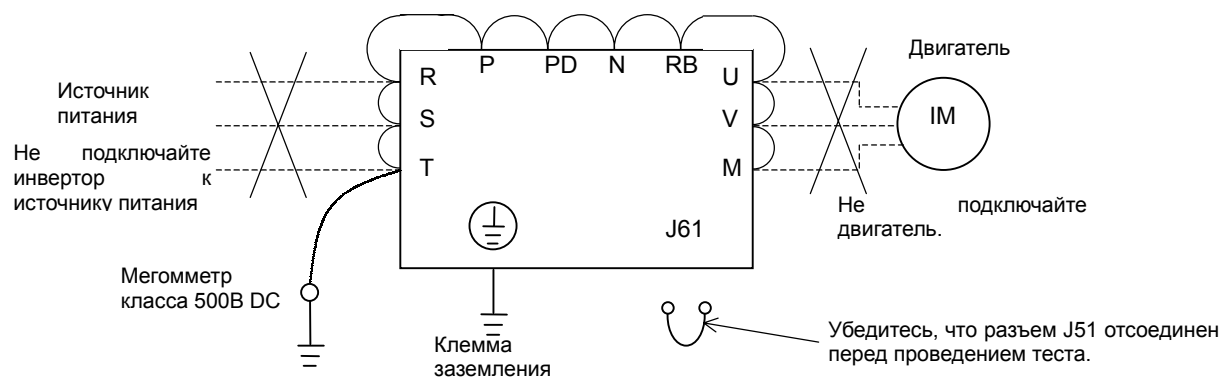 Двигатель
P PD N RB
R
S
T
U
V
M
IM
Источник
питания
Не подключайте
инвертор к
источнику питания
J61
Не подключайте
двигатель.
Мегомметр
класса 500В DC
Клемма
заземления
Убедитесь, что разъем J51 отсоединен
перед проведением теста.